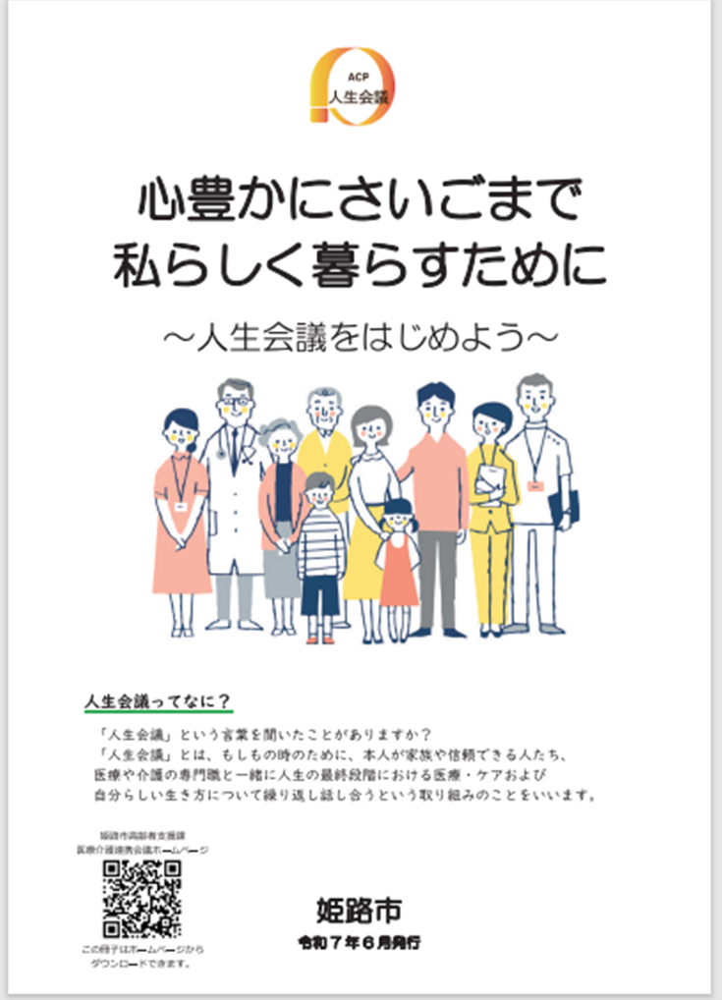 ACP
人生会議
心豊かにさいごまで
私らしく暮らすために
～人生会議をはじめよう～
人生会議ってなに？
「人生会議」という言葉を聞いたことがありますか？
「人生会議」とは、もしもの時のために、本人が家族や信頼できる人たち、
医療や介護の専門職と一緒に人生の最終段階における医療・ケアおよび
自分らしい生き方について繰り返し話し合うという取り組みのことをいいます。
姫路市高齢者支援課
医療介護連携会議ホームページ
この冊子はホームページから
ダウンロードできます。
姫路市
令和７年６月発行